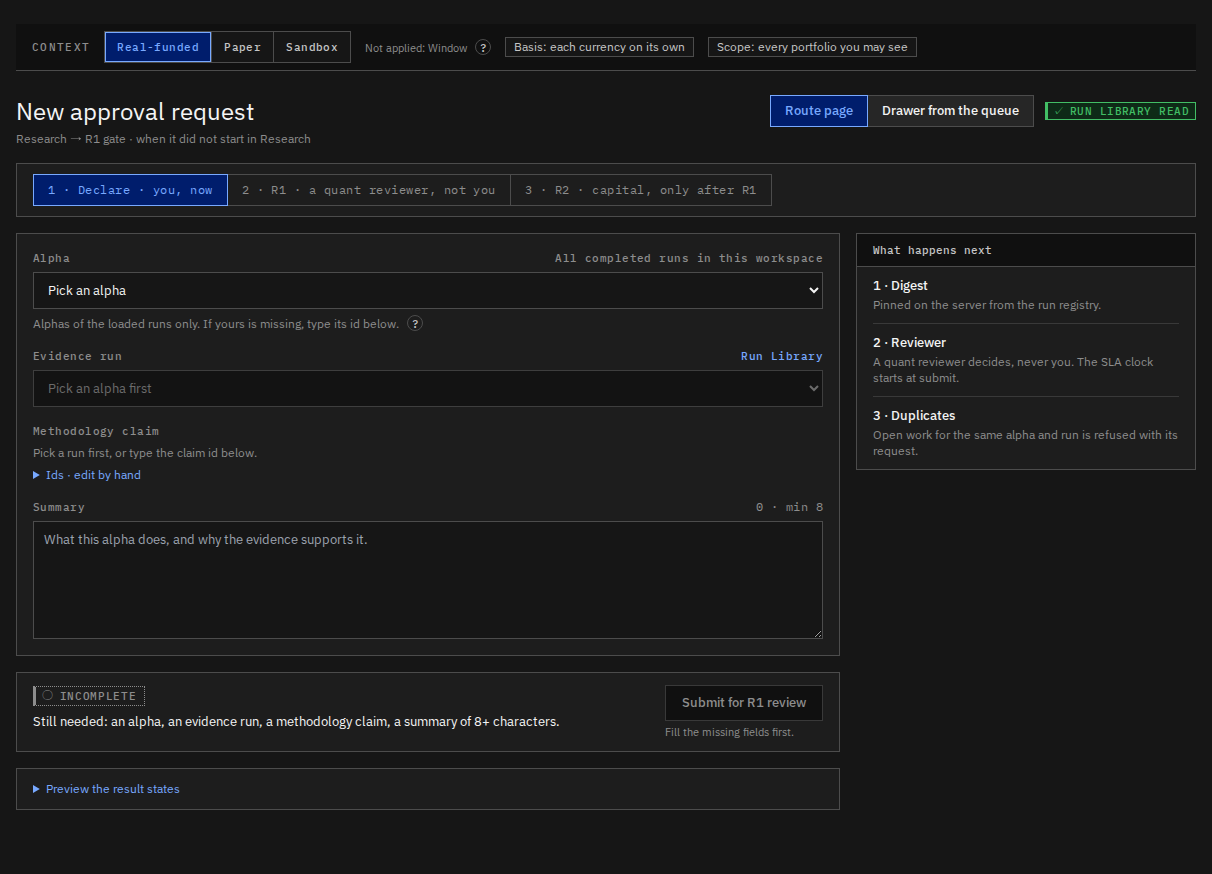 CONTEXT
Real-funded
Paper
Sandbox
Not applied: Window
?
Basis: each currency on its own
Scope: every portfolio you may see
New approval request
Research → R1 gate · when it did not start in Research
Route page
Drawer from the queue
✓ RUN LIBRARY READ
1 · Declare · you, now
2 · R1 · a quant reviewer, not you
3 · R2 · capital, only after R1
Alpha
All completed runs in this workspace
Pick an alpha
Alphas of the loaded runs only. If yours is missing, type its id below.
?
Evidence run
Run Library
Pick an alpha first
Methodology claim
Pick a run first, or type the claim id below.
Ids · edit by hand
Summary
0 · min 8
What this alpha does, and why the evidence supports it.
INCOMPLETE
Still needed: an alpha, an evidence run, a methodology claim, a summary of 8+ characters.
Submit for R1 review
Fill the missing fields first.
Preview the result states
What happens next
1 · Digest
Pinned on the server from the run registry.
2 · Reviewer
A quant reviewer decides, never you. The SLA clock
starts at submit.
3 · Duplicates
Open work for the same alpha and run is refused with its
request.